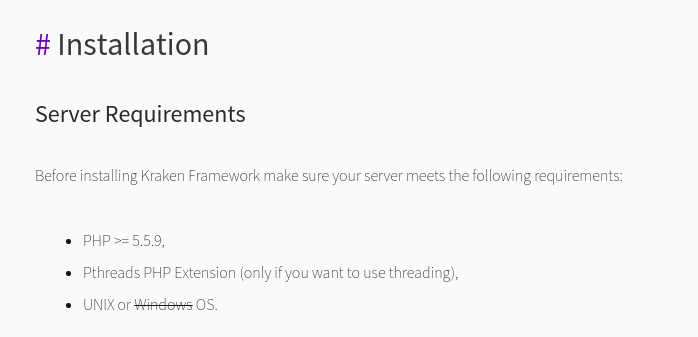 # Installation
Server Requirements
Before installing Kraken Framework make sure your server meets the following requirements:
PHP >= 5.5.9,
Pthreads PHP Extension (only if you want to use threading),
UNIX or Windows OS.